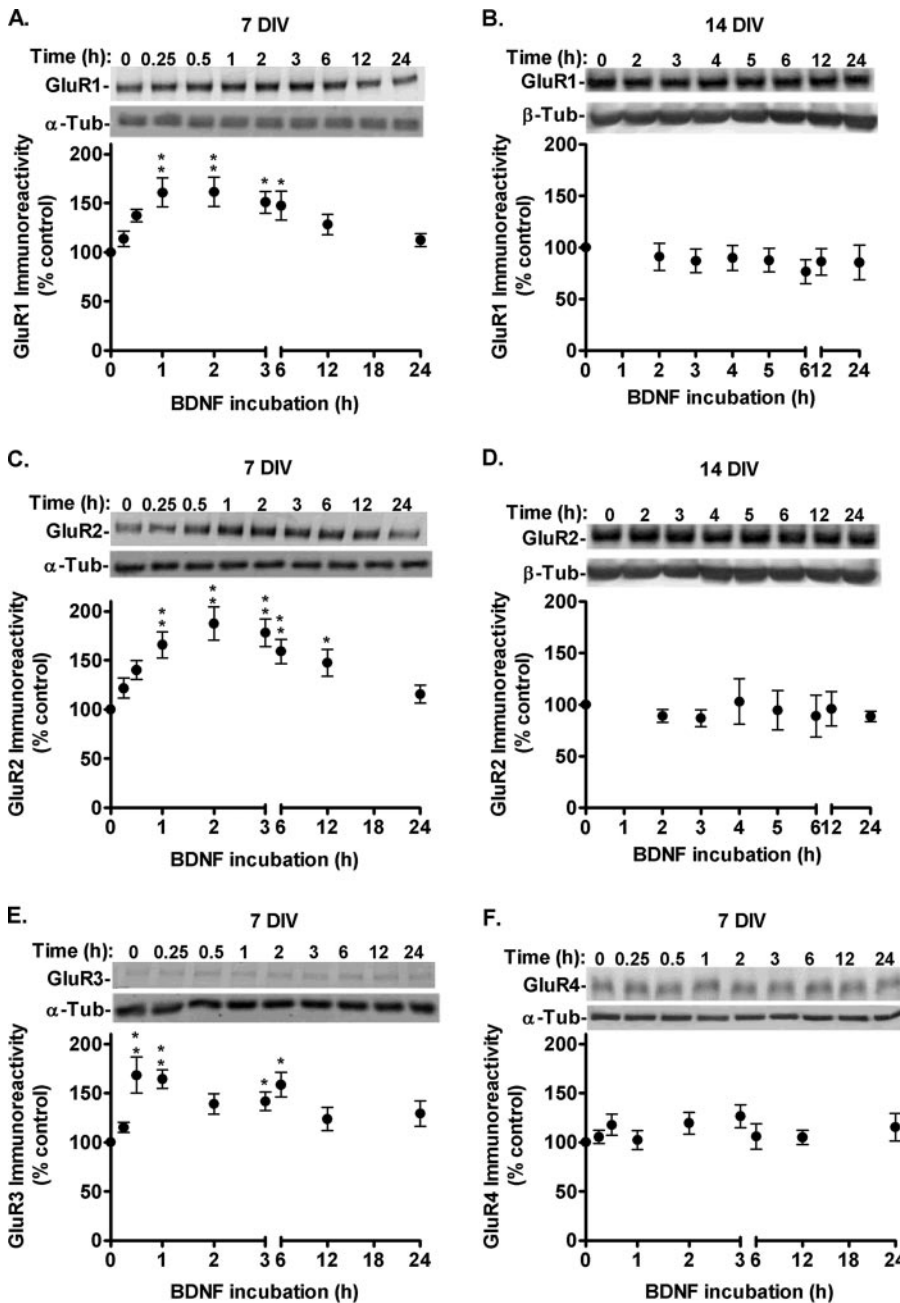 A.
7 DIV
Time (h): 0 0.25 0.5 1 2 3 6 12 24
GluR1-
α-Tub-
GluR1 Immunoreactivity
(% control)
200
150
100
50
0
** ** * *
0 1 2 3 6 12 18 24
BDNF incubation (h)
B.
14 DIV
Time (h): 0 2 3 4 5 6 12 24
GluR1-
β-Tub-
GluR1 Immunoreactivity
(% control)
200
150
100
50
0
0 1 2 3 4 5 6 12 24
BDNF incubation (h)
C.
7 DIV
Time (h): 0 0.25 0.5 1 2 3 6 12 24
GluR2-
α-Tub-
GluR2 Immunoreactivity
(% control)
200
150
100
50
0
** ** ** ** *
0 1 2 3 6 12 18 24
BDNF incubation (h)
D.
14 DIV
Time (h): 0 2 3 4 5 6 12 24
GluR2-
β-Tub-
GluR2 Immunoreactivity
(% control)
200
150
100
50
0
0 1 2 3 4 5 6 12 24
BDNF incubation (h)
E.
7 DIV
Time (h): 0 0.25 0.5 1 2 3 6 12 24
GluR3-
α-Tub-
GluR3 Immunoreactivity
(% control)
200
150
100
50
0
** ** * *
0 1 2 3 6 12 18 24
BDNF incubation (h)
F.
7 DIV
Time (h): 0 0.25 0.5 1 2 3 6 12 24
GluR4-
α-Tub-
GluR4 Immunoreactivity
(% control)
200
150
100
50
0
0 1 2 3 6 12 18 24
BDNF incubation (h)